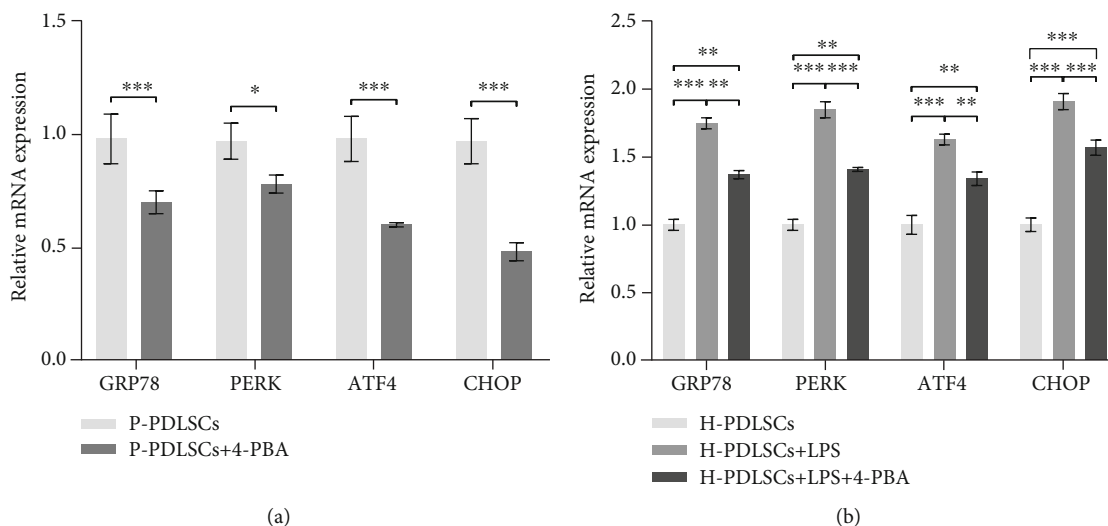 Relative mRNA expression
1.5
1.0
0.5
0.0
***
*
***
***
GRP78
PERK
ATF4
CHOP
P-PDLSCs
P-PDLSCs+4-PBA
(a)
Relative mRNA expression
2.5
2.0
1.5
1.0
0.5
0.0
**
*** **
**
*** ***
**
*** **
***
*** ***
GRP78
PERK
ATF4
CHOP
H-PDLSCs
H-PDLSCs+LPS
H-PDLSCs+LPS+4-PBA
(b)